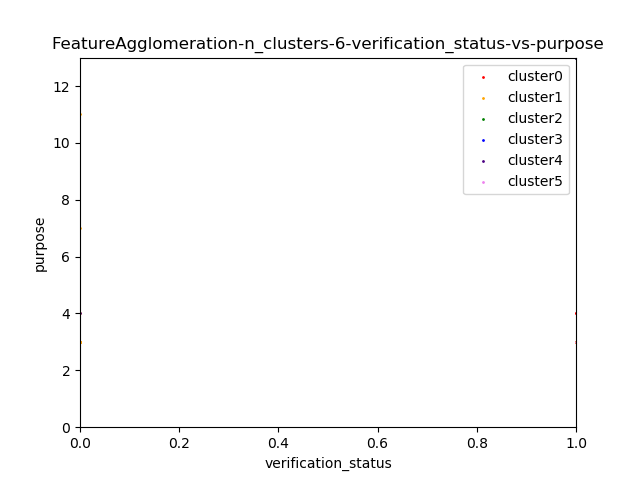 FeatureAgglomeration-n_clusters-6-verification_status-vs-purpose
cluster0
cluster1
cluster2
cluster3
cluster4
cluster5
12
10
8
6
4
2
0
purpose
0.0 0.2 0.4 0.6 0.8 1.0
verification_status